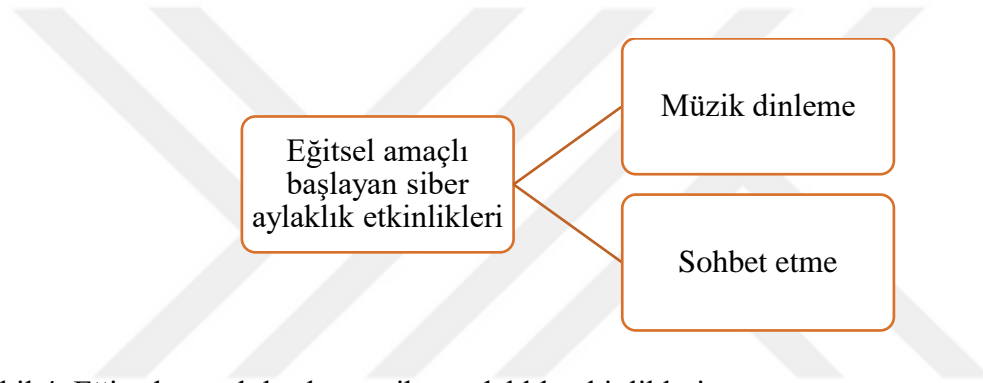 Eğitsel amaçlı
başlayan siber
aylaklık etkinlikleri
Müzik dinleme
Sohbet etme